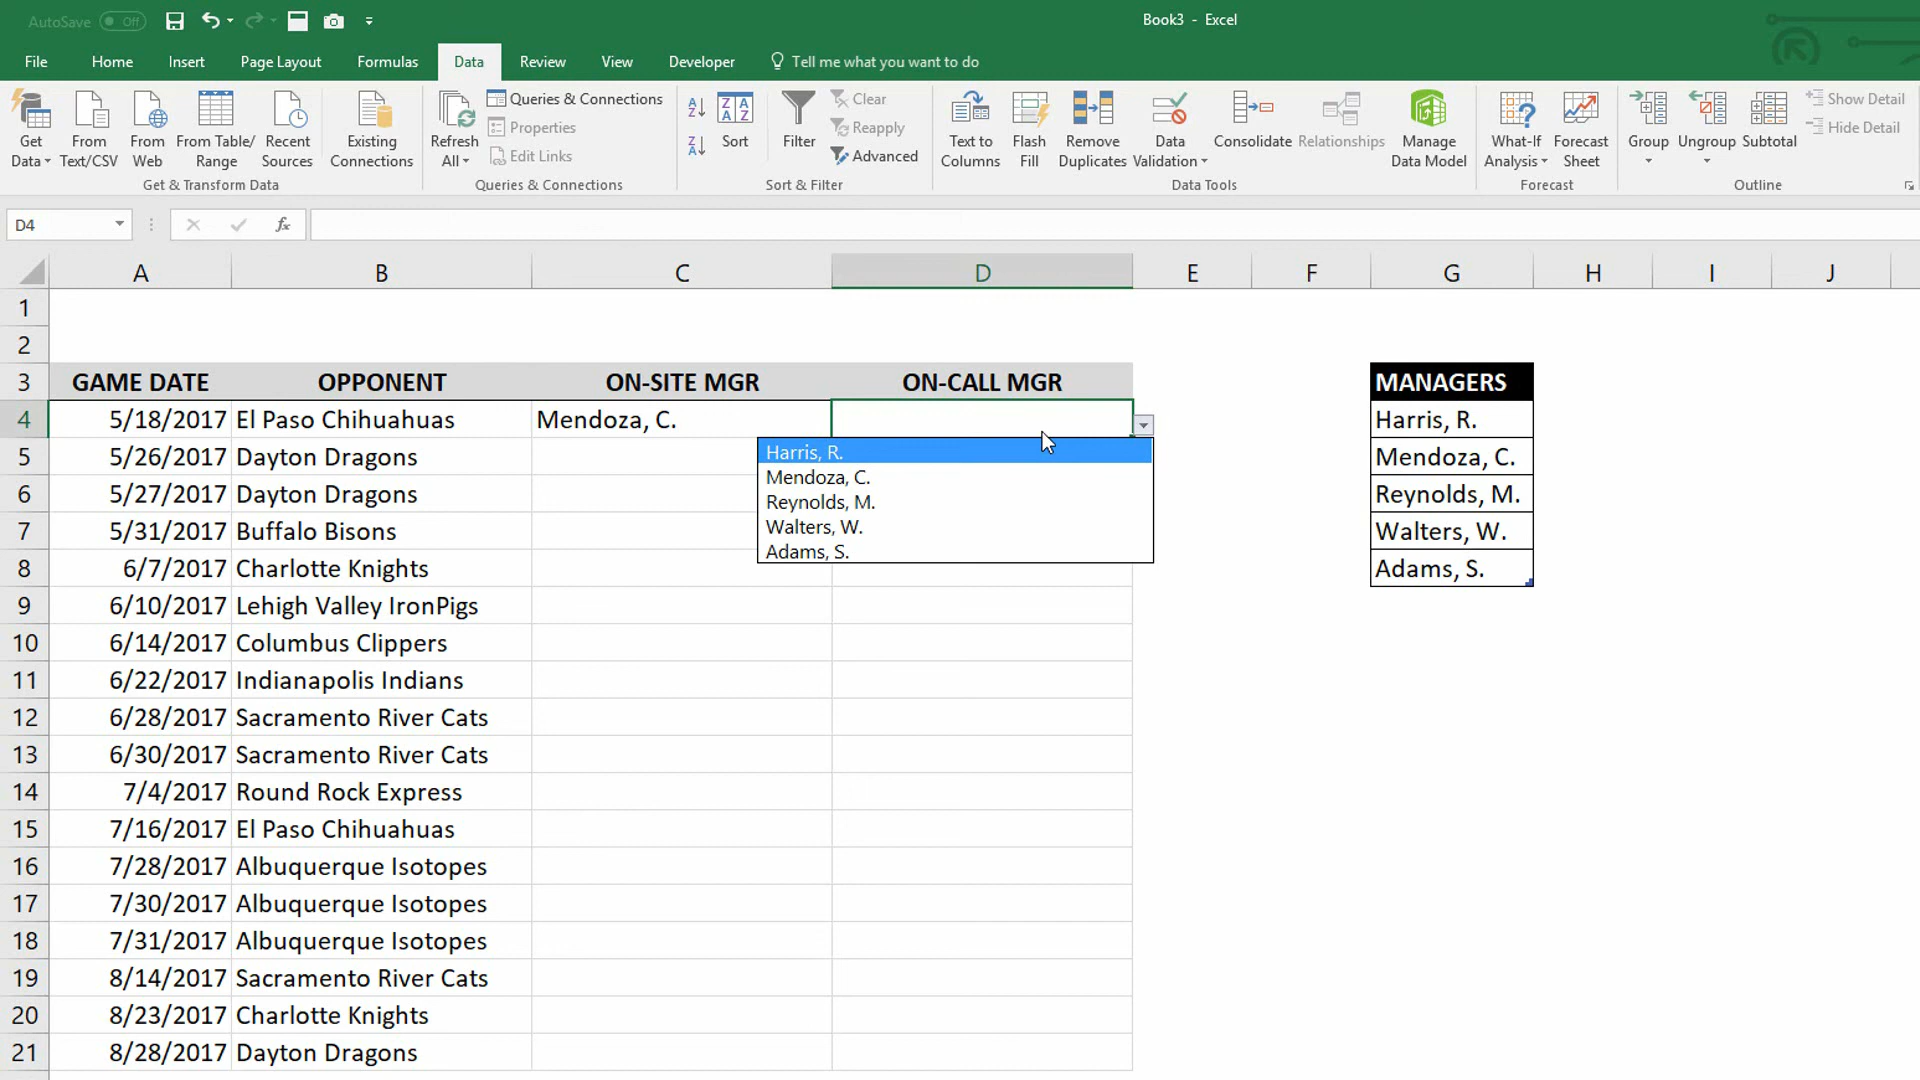 AutoSave Off
Book3 - Excel
File Home Insert Page Layout Formulas Data Review View Developer Tell me what you want to do
Get Data
From Text/CSV
From Web
From Table/ Range
Recent Sources
Existing Connections
Get & Transform Data
Refresh All
Queries & Connections
Properties
Edit Links
Queries & Connections
Sort
Filter
Clear
Reapply
Advanced
Sort & Filter
Text to Columns
Flash Fill
Remove Duplicates
Data Validation
Consolidate
Relationships
Manage Data Model
Data Tools
What-If Analysis
Forecast Sheet
Forecast
Group
Ungroup
Subtotal
Show Detail
Hide Detail
Outline
D4 fx
A B C D E F G H I J
1
2
3 GAME DATE OPPONENT ON-SITE MGR ON-CALL MGR MANAGERS
4 5/18/2017 El Paso Chihuahuas Mendoza, C. Harris, R.
5 5/26/2017 Dayton Dragons Mendoza, C.
6 5/27/2017 Dayton Dragons Reynolds, M.
7 5/31/2017 Buffalo Bisons Walters, W.
8 6/7/2017 Charlotte Knights Adams, S.
Harris, R.
Mendoza, C.
Reynolds, M.
Walters, W.
Adams, S.
9 6/10/2017 Lehigh Valley IronPigs
10 6/14/2017 Columbus Clippers
11 6/22/2017 Indianapolis Indians
12 6/28/2017 Sacramento River Cats
13 6/30/2017 Sacramento River Cats
14 7/4/2017 Round Rock Express
15 7/16/2017 El Paso Chihuahuas
16 7/28/2017 Albuquerque Isotopes
17 7/30/2017 Albuquerque Isotopes
18 7/31/2017 Albuquerque Isotopes
19 8/14/2017 Sacramento River Cats
20 8/23/2017 Charlotte Knights
21 8/28/2017 Dayton Dragons